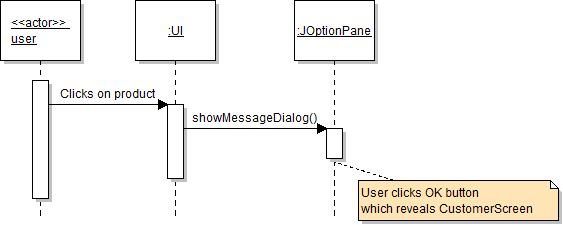 <<actor>>
user
:UI
:JOptionPane
Clicks on product
showMessageDialog()
User clicks OK button
which reveals CustomerScreen